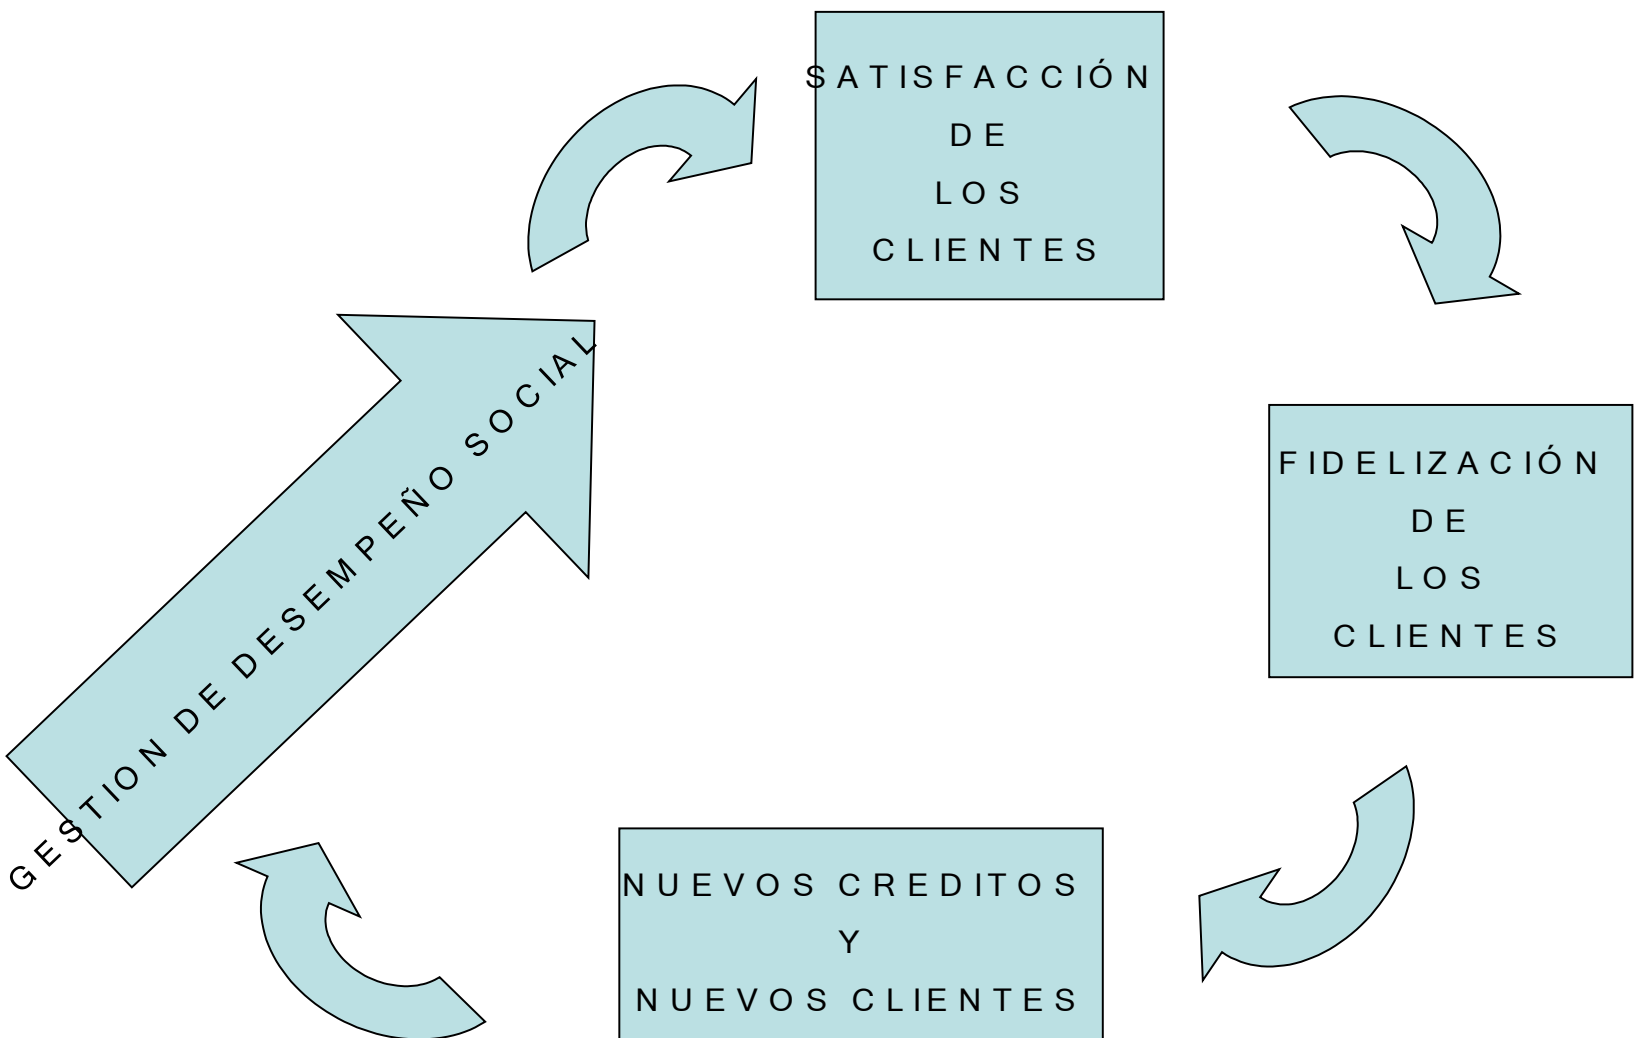 SATISFACCIÓN
DE
LOS
CLIENTES
GESTION DE DESEMPEÑO SOCIAL
FIDELIZACIÓN
DE
LOS
CLIENTES
NUEVOS CREDITOS
Y
NUEVOS CLIENTES